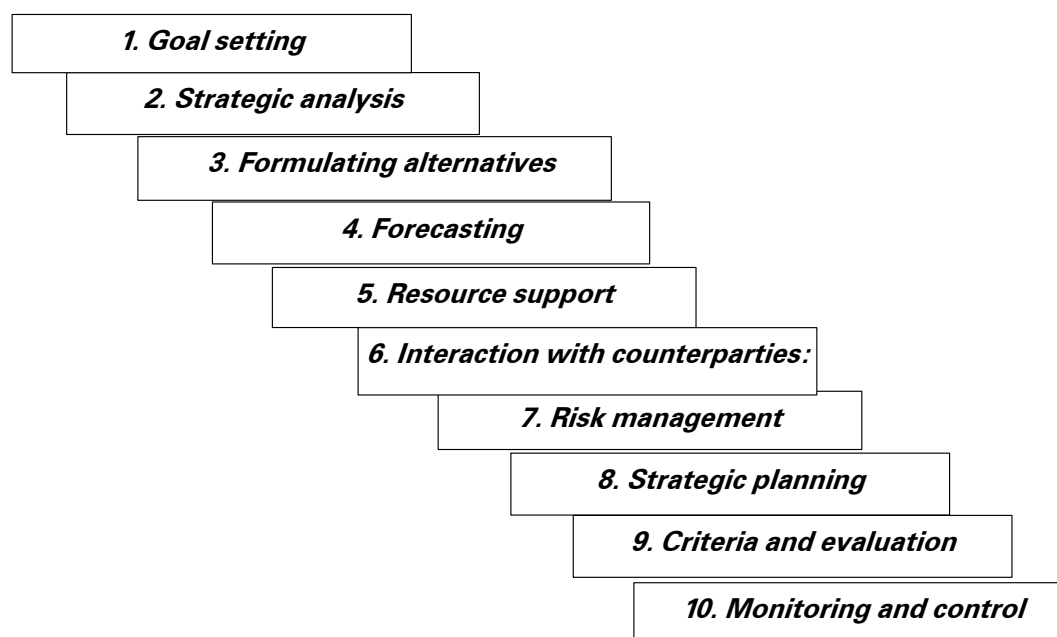 1. Goal setting
2. Strategic analysis
3. Formulating alternatives
4. Forecasting
5. Resource support
6. Interaction with counterparties:
7. Risk management
8. Strategic planning
9. Criteria and evaluation
10. Monitoring and control